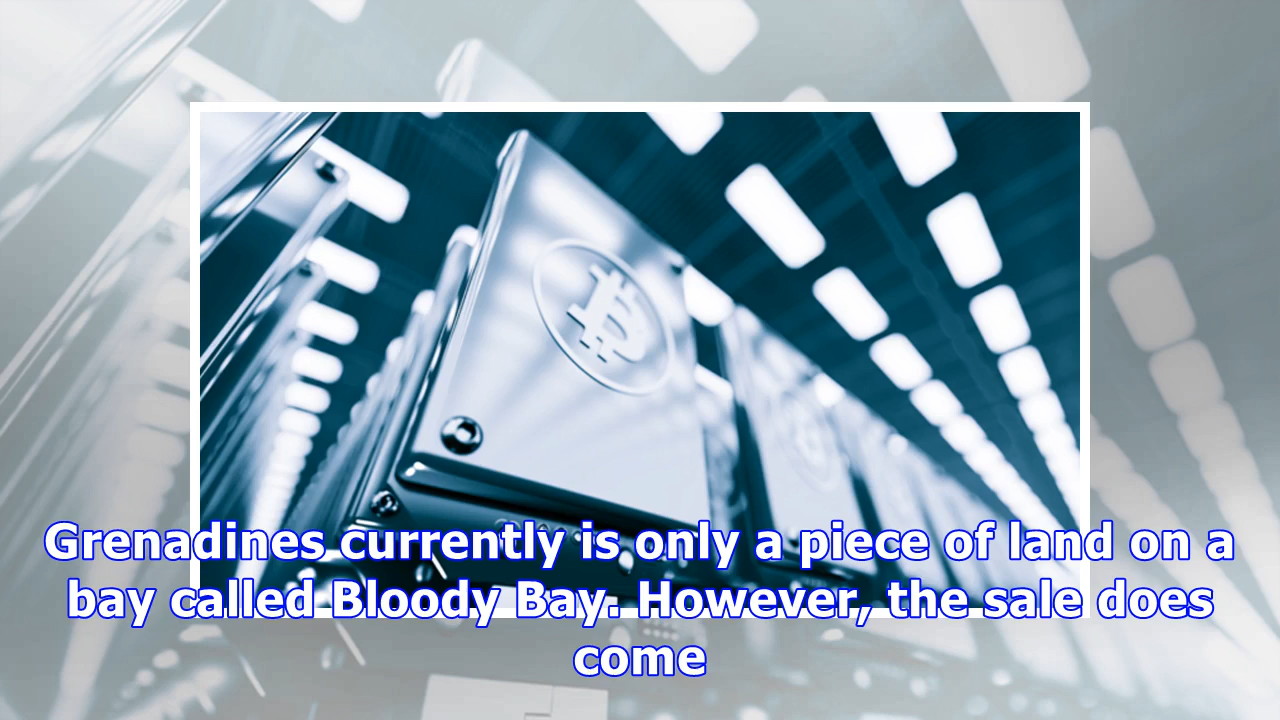 Grenadines currently is only a piece of land on a
bay called Bloody Bay. However, the sale does
come